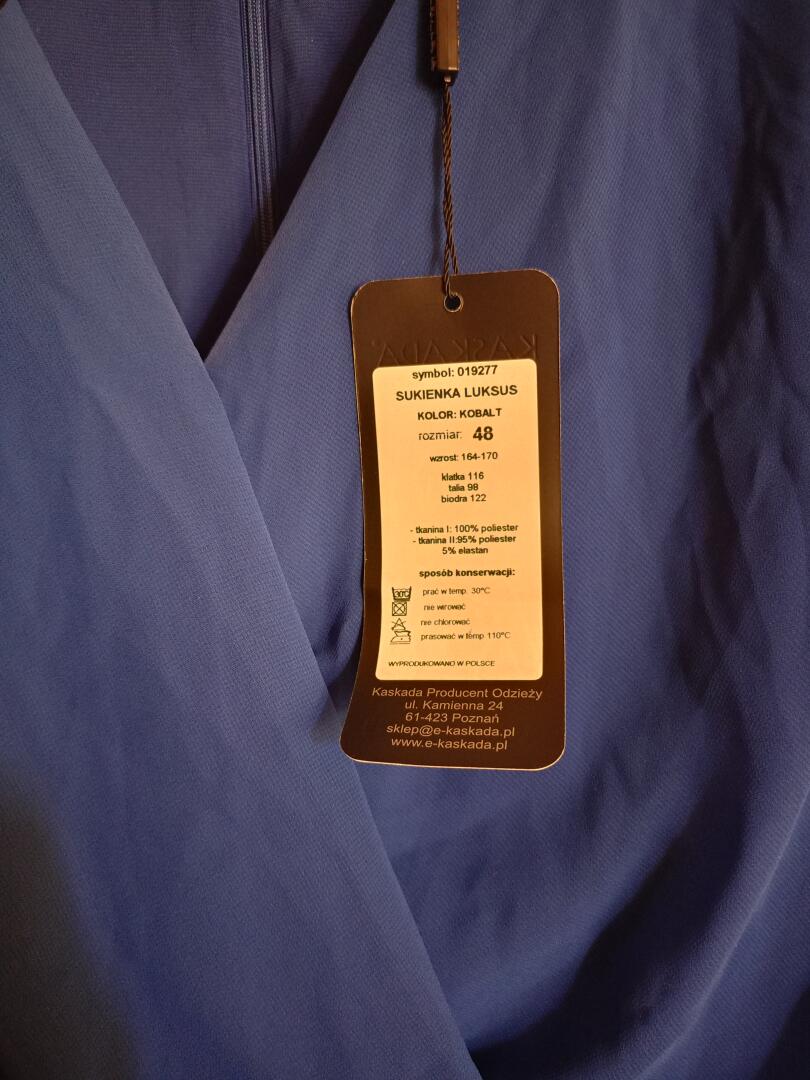 KASKADA
symbol: 019277
SUKIENKA LUKSUS
KOLOR: KOBALT
rozmiar: 48
wzrost: 164-170
klatka 116
talia 98
biodra 122
- tkanina I: 100% poliester
- tkanina II:95% poliester
5% elastan
sposób konserwacji:
30°C prać w temp. 30°C
nie wirować
nie chlorować
prasować w temp 110°C
WYPRODUKOWANO W POLSCE
Kaskada Producent Odzieży
ul. Kamienna 24
61-423 Poznań
sklep@e-kaskada.pl
www.e-kaskada.pl